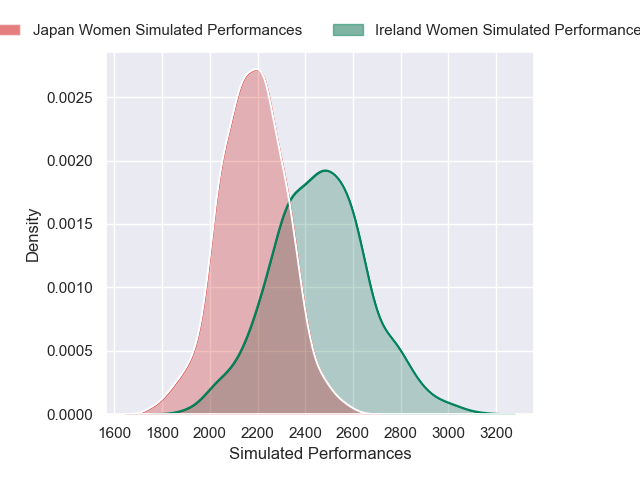 Japan Women Simulated Performances
Ireland Women Simulated Performance
0.0025
0.0020
0.0015
0.0010
0.0005
0.0000
Density
1600 1800 2000 2200 2400 2600 2800 3000 3200
Simulated Performances